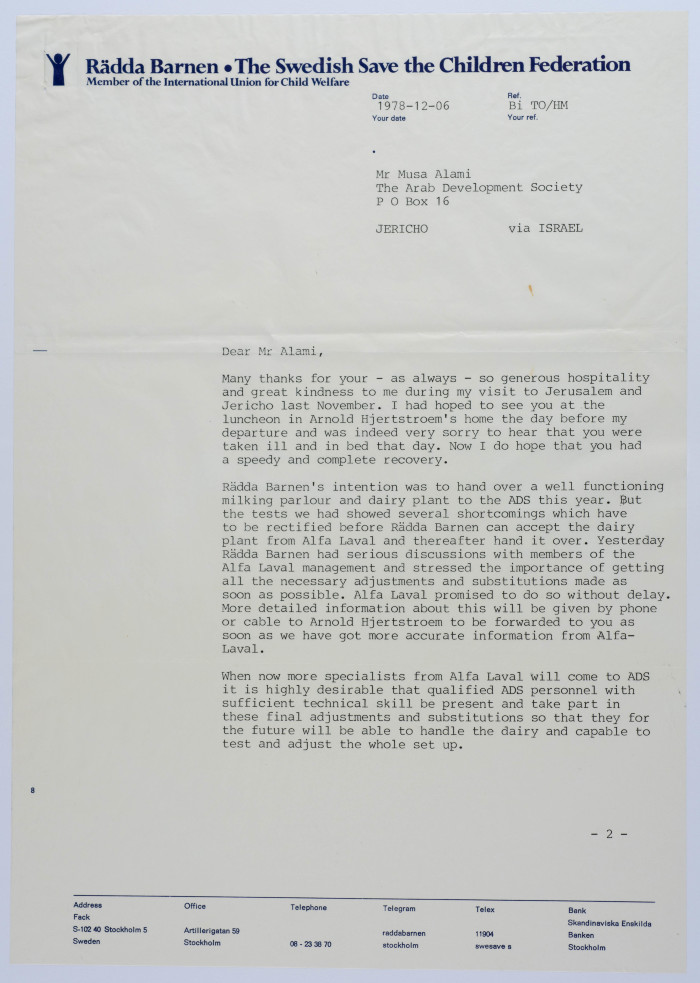 Rädda Barnen • The Swedish Save the Children Federation
Member of the International Union for Child Welfare
Date Ref.
1978-12-06 Bi TO/HM
Your date Your ref.
Mr Musa Alami
The Arab Development Society
P O Box 16
JERICHO via ISRAEL
Dear Mr Alami,
Many thanks for your - as always - so generous hospitality
and great kindness to me during my visit to Jerusalem and
Jericho last November. I had hoped to see you at the
luncheon in Arnold Hjertstroem's home the day before my
departure and was indeed very sorry to hear that you were
taken ill and in bed that day. Now I do hope that you had
a speedy and complete recovery.
Rädda Barnen's intention was to hand over a well functioning
milking parlour and dairy plant to the ADS this year. But
the tests we had showed several shortcomings which have
to be rectified before Rädda Barnen can accept the dairy
plant from Alfa Laval and thereafter hand it over. Yesterday
Rädda Barnen had serious discussions with members of the
Alfa Laval management and stressed the importance of getting
all the necessary adjustments and substitutions made as
soon as possible. Alfa Laval promised to do so without delay.
More detailed information about this will be given by phone
or cable to Arnold Hjertstroem to be forwarded to you as
soon as we have got more accurate information from Alfa-
Laval.
When now more specialists from Alfa Laval will come to ADS
it is highly desirable that qualified ADS personnel with
sufficient technical skill be present and take part in
these final adjustments and substitutions so that they for
the future will be able to handle the dairy and capable to
test and adjust the whole set up.
8
- 2 -
Address Office Telephone Telegram Telex Bank
Fack Skandinaviska Enskilda
S-102 40 Stockholm 5 Artillerigatan 59 raddabarnen 11904 Banken
Sweden Stockholm 08 - 23 38 70 stockholm swesave s Stockholm